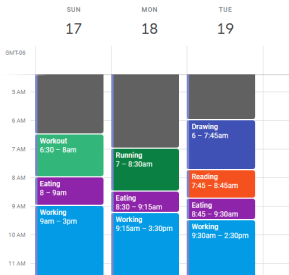 SUN MON TUE
17 18 19
GMT-06
5 AM
6 AM
7 AM
8 AM
9 AM
10 AM
11 AM
Workout
6:30 – 8am
Eating
8 – 9am
Working
9am – 3pm
Running
7 – 8:30am
Eating
8:30 – 9:15am
Working
9:15am – 3:30pm
Drawing
6 – 7:45am
Reading
7:45 – 8:45am
Eating
8:45 – 9:30am
Working
9:30am – 2:30pm